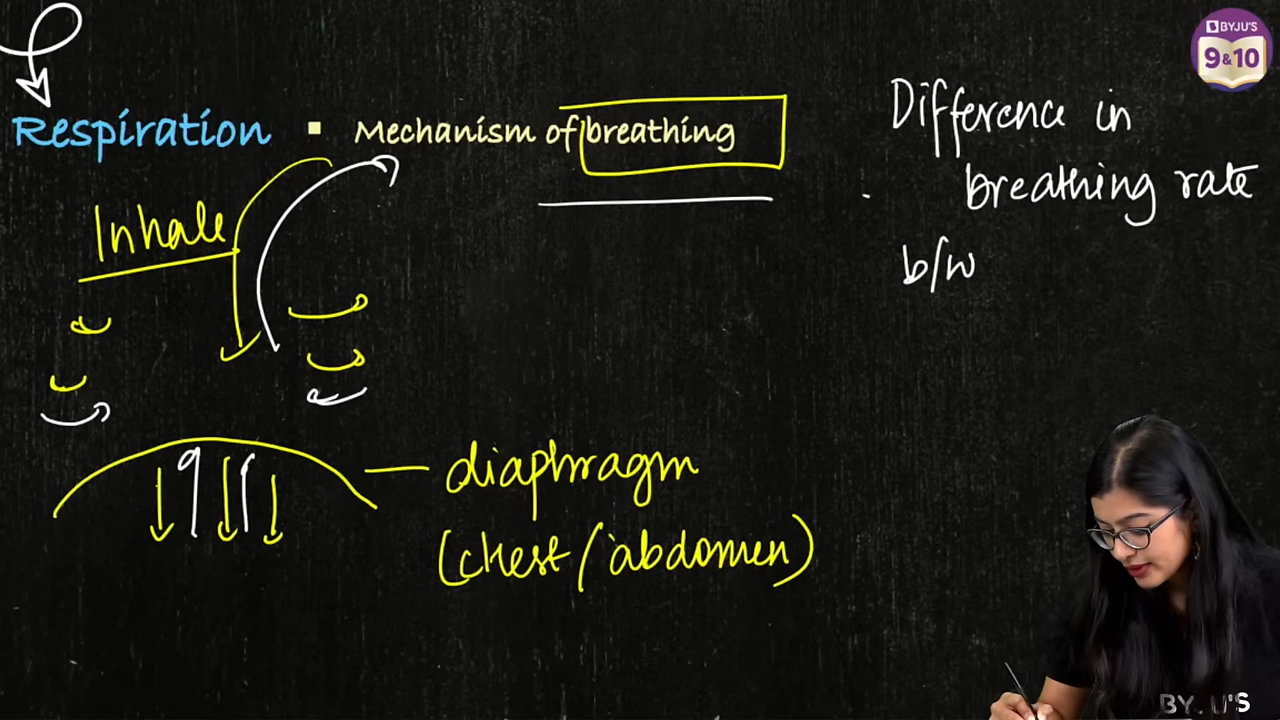 BYJU'S
9 & 10
Respiration ▪ Mechanism of breathing
Inhale
diaphragm
(chest/abdomen)
Difference in
breathing rate
b/w
BYJU'S